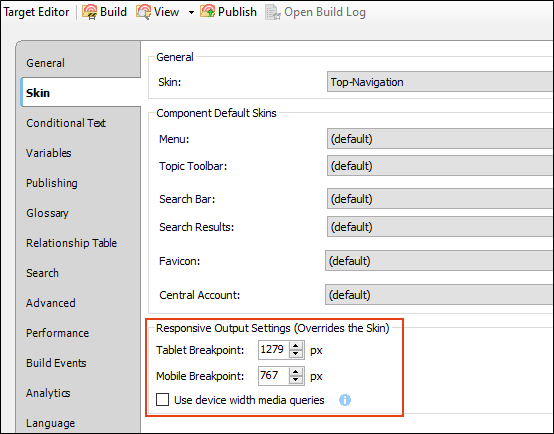 Target Editor Build View Publish Open Build Log
General
Skin
Conditional Text
Variables
Publishing
Glossary
Relationship Table
Search
Advanced
Performance
Build Events
Analytics
Language
General
Skin: Top-Navigation
Component Default Skins
Menu: (default)
Topic Toolbar: (default)
Search Bar: (default)
Search Results: (default)
Favicon: (default)
Central Account: (default)
Responsive Output Settings (Overrides the Skin)
Tablet Breakpoint: 1279 px
Mobile Breakpoint: 767 px
Use device width media queries